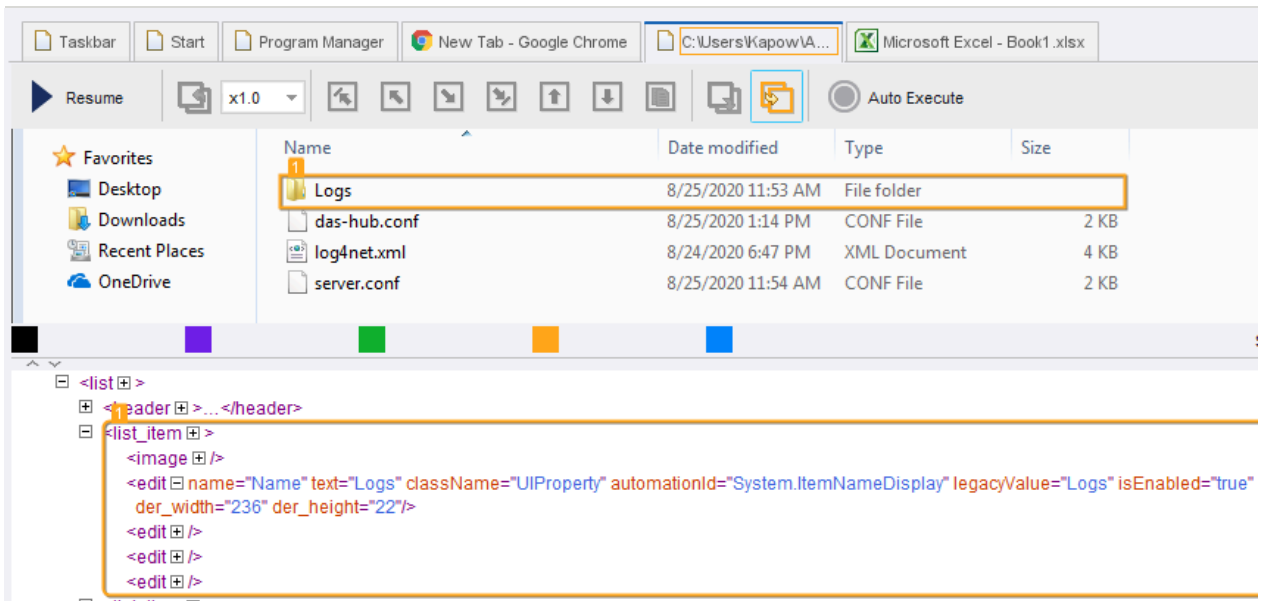 Taskbar Start Program Manager New Tab - Google Chrome C:\Users\Kapow\A... Microsoft Excel - Book1.xlsx
Resume x1.0 Auto Execute
Favorites
Desktop
Downloads
Recent Places
OneDrive
Name Date modified Type Size
1
Logs 8/25/2020 11:53 AM File folder
das-hub.conf 8/25/2020 1:14 PM CONF File 2 KB
log4net.xml 8/24/2020 6:47 PM XML Document 4 KB
server.conf 8/25/2020 11:54 AM CONF File 2 KB
<list >
< eader >...</header>
1
<list_item >
<image />
<edit name="Name" text="Logs" className="UIProperty" automationId="System.ItemNameDisplay" legacyValue="Logs" isEnabled="true"
der_width="236" der_height="22"/>
<edit />
<edit />
<edit />